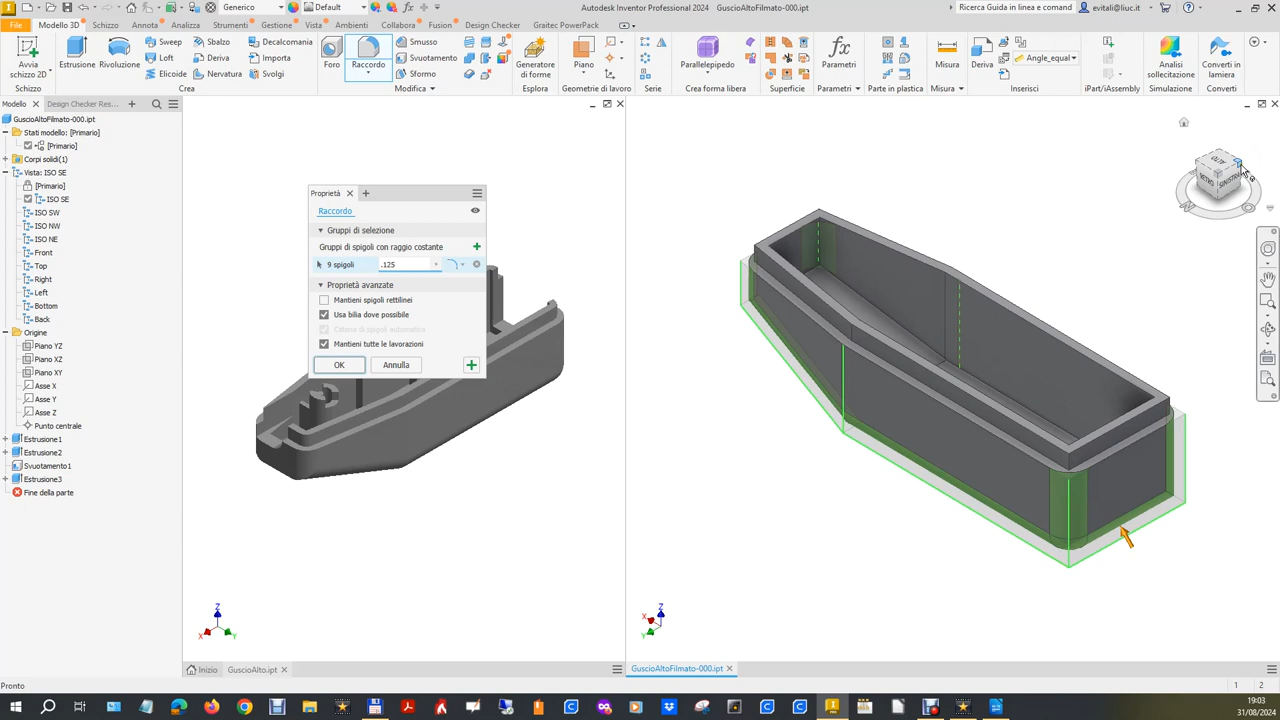 Generico
Default
Autodesk Inventor Professional 2024 GuscioAltoFilmato-000.ipt
Ricerca Guida in linea e comandi
evitali@liuc.it
File Modello 3D Schizzo Annota Analizza Strumenti Gestione Vista Ambienti Collabora Fusion Design Checker Graitec PowerPack
Avvia
schizzo 2D
Estrusione
Rivoluzione
Sweep
Loft
Elicoide
Sbalzo
Deriva
Nervatura
Decalcomania
Importa
Svolgi
Foro
Raccordo
Smusso
Svuotamento
Sformo
Generatore
di forme
Piano
Parallelepipedo
fx
Parametri
Misura
Deriva
Angle_equal
Analisi
sollecitazione
Converti in
lamiera
Schizzo Crea Modifica Esplora Geometrie di lavoro Serie Crea forma libera Superficie Parametri Parte in plastica Misura Inserisci iPart/iAssembly Simulazione Converti
Modello
Design Checker Res...
GuscioAltoFilmato-000.ipt
Stati modello: [Primario]
[Primario]
Corpi solidi(1)
Vista: ISO SE
[Primario]
ISO SE
ISO SW
ISO NW
ISO NE
Front
Top
Right
Left
Bottom
Back
Origine
Piano YZ
Piano XZ
Piano XY
Asse X
Asse Y
Asse Z
Punto centrale
Estrusione1
Estrusione2
Svuotamento1
Estrusione3
Fine della parte
Proprietà
Raccordo
Gruppi di selezione
Gruppi di spigoli con raggio costante
9 spigoli .125
Proprietà avanzate
Mantieni spigoli rettilinei
Usa bilia dove possibile
Catena di spigoli automatica
Mantieni tutte le lavorazioni
OK Annulla
ALTO
SINISTRA
Z
X
Y
Z
X
Y
Inizio
GuscioAlto.ipt
GuscioAltoFilmato-000.ipt
Pronto
1 2
19:03
31/08/2024